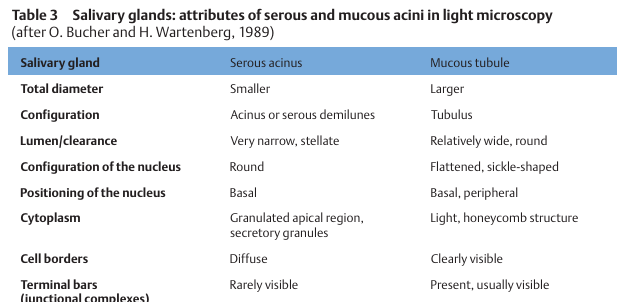 Table 3 Salivary glands: attributes of serous and mucous acini in light microscopy
(after O. Bucher and H. Wartenberg, 1989)
Salivary gland Serous acinus Mucous tubule
Total diameter Smaller Larger
Configuration Acinus or serous demilunes Tubulus
Lumen/clearance Very narrow, stellate Relatively wide, round
Configuration of the nucleus Round Flattened, sickle-shaped
Positioning of the nucleus Basal Basal, peripheral
Cytoplasm Granulated apical region, Light, honeycomb structure
secretory granules
Cell borders Diffuse Clearly visible
Terminal bars Rarely visible Present, usually visible
(junctional complexes)